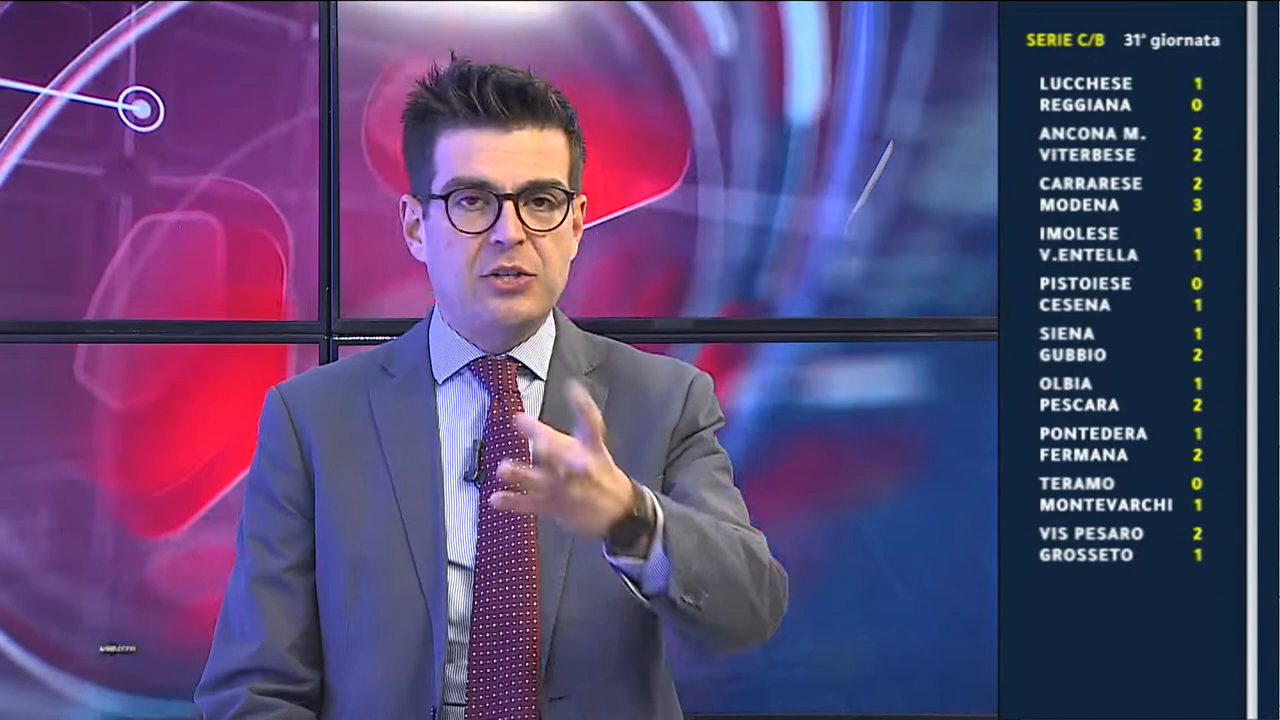 SERIE C/B 31ª giornata
LUCCHESE 1
REGGIANA 0
ANCONA M. 2
VITERBESE 2
CARRARESE 2
MODENA 3
IMOLESE 1
V.ENTELLA 1
PISTOIESE 0
CESENA 1
SIENA 1
GUBBIO 2
OLBIA 1
PESCARA 2
PONTEDERA 1
FERMANA 2
TERAMO 0
MONTEVARCHI 1
VIS PESARO 2
GROSSETO 1